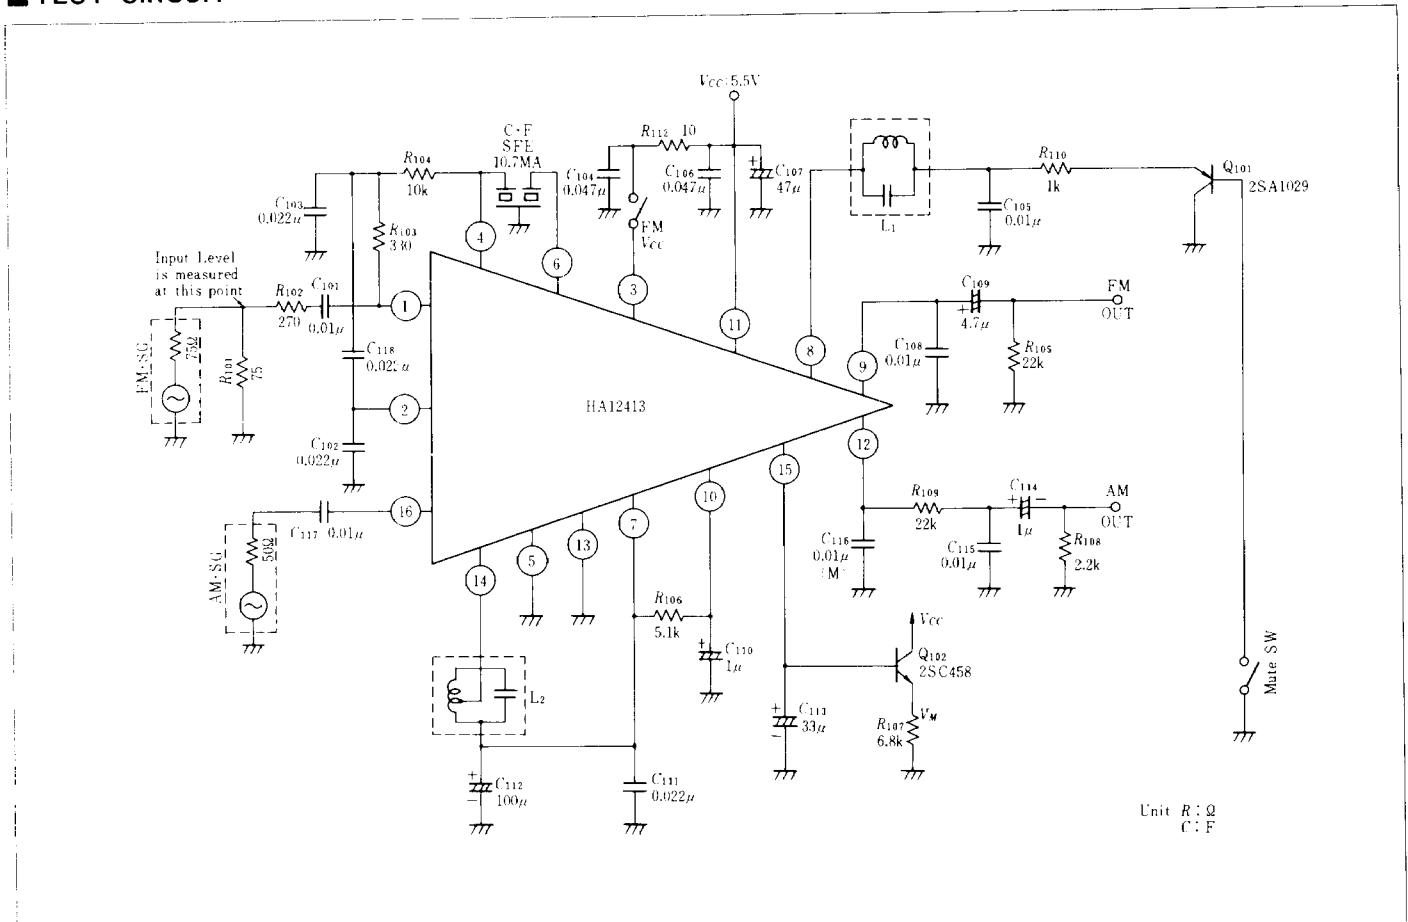 TEST CIRCUIT
Vcc:5.5V
C·F
SFE
10.7MA
R112 10
R104
10k
C104
0.047μ
C106
0.047μ
C107
47μ
R110
1k
Q101
2SA1029
C103
0.022μ
R103
330
4
6
FM
Vcc
L1
C105
0.01μ
Input Level
is measured
at this point
R102
270
C101
0.01μ
1
3
11
8
9
C109
4.7μ
FM
OUT
FM·SG
75Ω
R101
75
C118
C108
0.01μ
R105
22k
2
HA12413
C102
0.022μ
12
15
16
C117 0.01μ
10
7
R109
22k
C114
1μ
AM
OUT
AM·SG
50Ω
14
5
13
C116
0.01μ
C115
0.01μ
R108
2.2k
R106
5.1k
C110
1μ
Vcc
Q102
2SC458
Mute SW
L2
C113
33μ
R107
6.8k
VM
C112
100μ
C111
0.022μ
Unit R:Ω
C:F